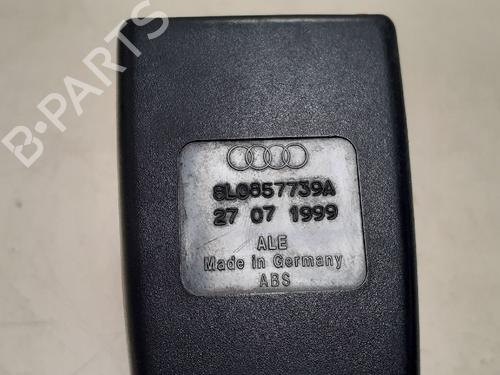 B-PARTS
8L0857739A
27 07 1999
ALE
Made in Germany
ABS